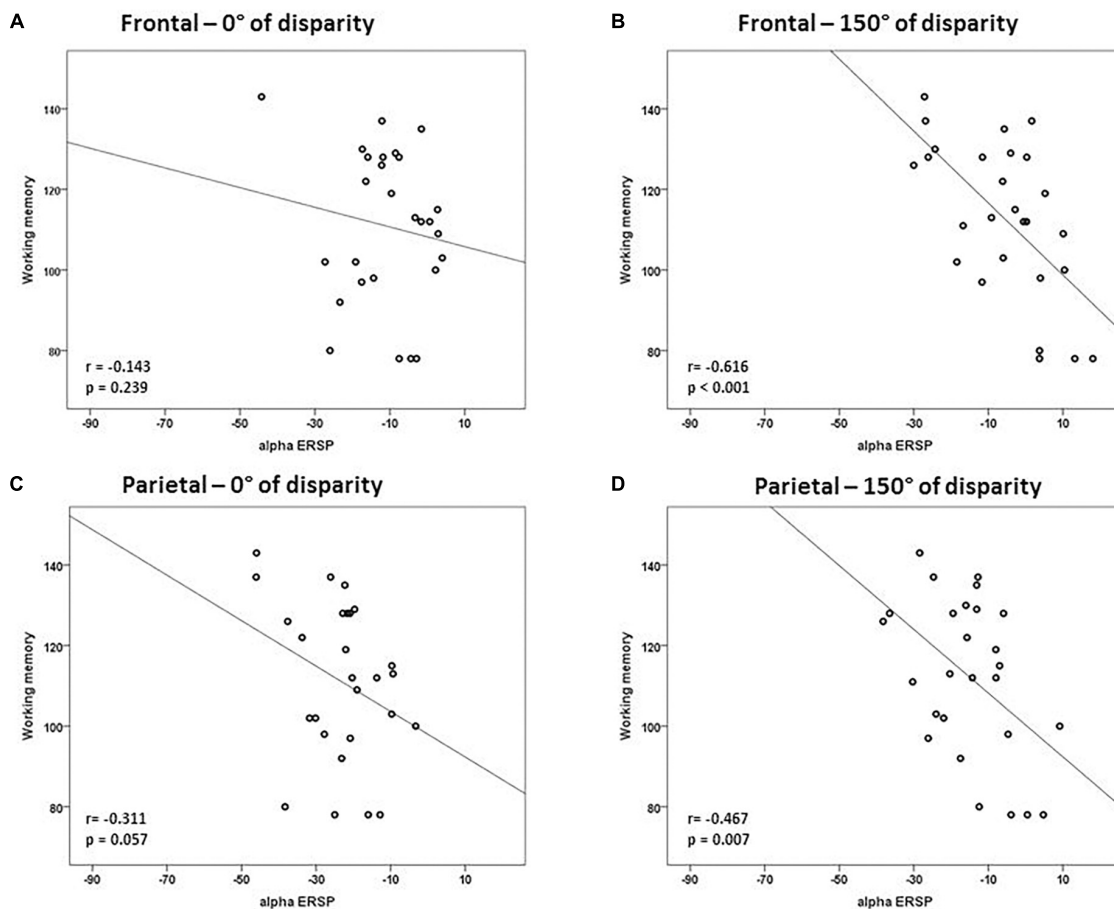 A
Frontal – 0° of disparity
Working memory
140
120
100
80
r = -0.143
p = 0.239
-90 -70 -50 -30 -10 10
alpha ERSP
B
Frontal – 150° of disparity
Working memory
140
120
100
80
r= -0.616
p < 0.001
-90 -70 -50 -30 -10 10
alpha ERSP
C
Parietal – 0° of disparity
Working memory
140
120
100
80
r= -0.311
p = 0.057
-90 -70 -50 -30 -10 10
alpha ERSP
D
Parietal – 150° of disparity
Working memory
140
120
100
80
r= -0.467
p = 0.007
-90 -70 -50 -30 -10 10
alpha ERSP